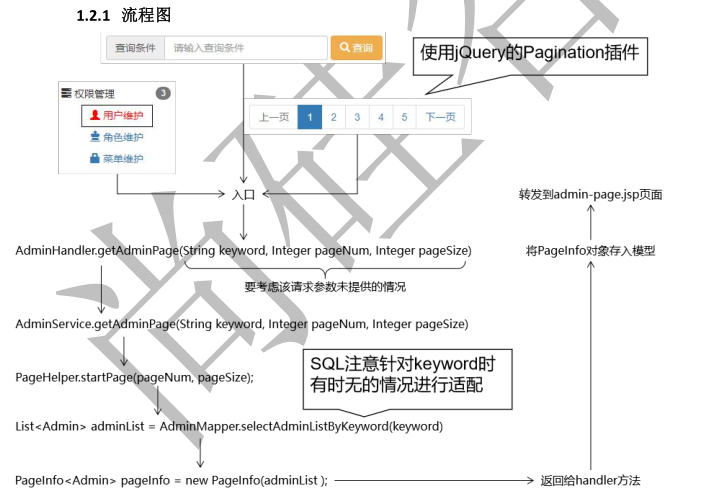 1.2.1 流程图
查询条件 请输入查询条件 查询
使用jQuery的Pagination插件
权限管理 3
用户维护
角色维护
菜单维护
上一页 1 2 3 4 5 下一页
入口
转发到admin-page.jsp页面
AdminHandler.getAdminPage(String keyword, Integer pageNum, Integer pageSize)
将PageInfo对象存入模型
要考虑该请求参数未提供的情况
AdminService.getAdminPage(String keyword, Integer pageNum, Integer pageSize)
SQL注意针对keyword时
有时无的情况进行适配
PageHelper.startPage(pageNum, pageSize);
List<Admin> adminList = AdminMapper.selectAdminListByKeyword(keyword)
PageInfo<Admin> pageInfo = new PageInfo(adminList );
返回给handler方法
尚硅谷